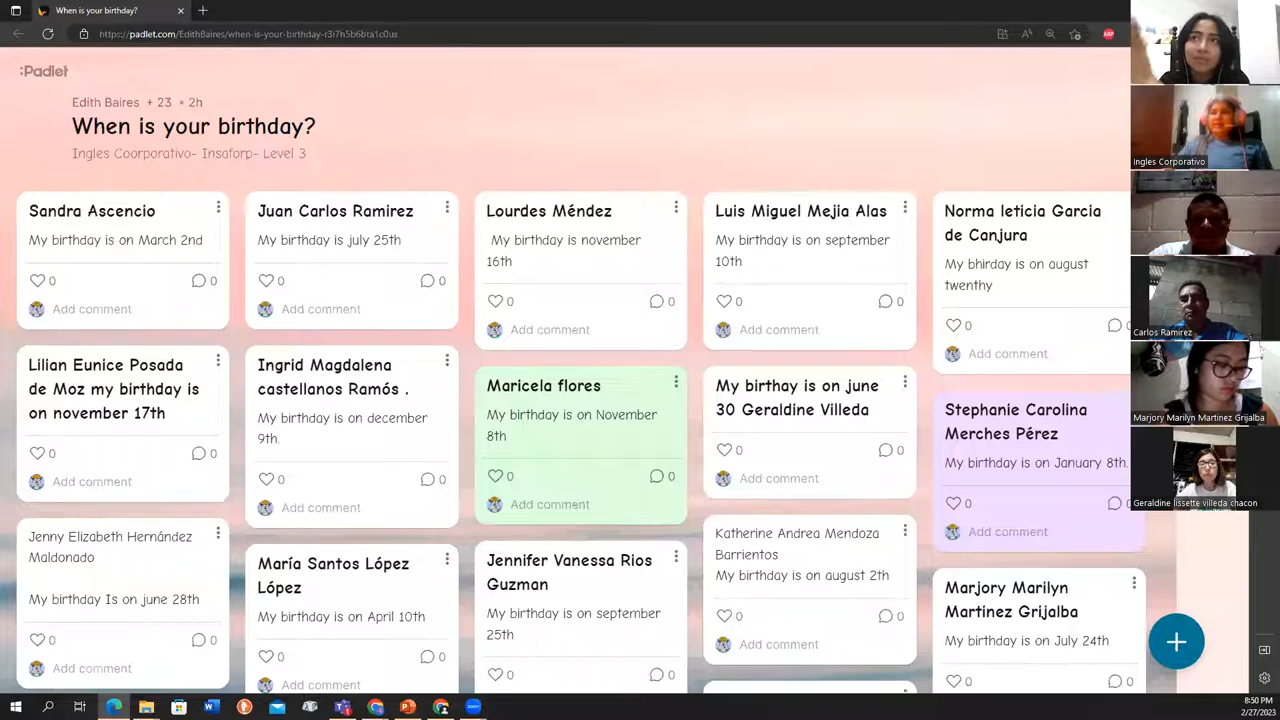 When is your birthday?
https://padlet.com/EdithBaires/when-is-your-birthday-r3i7h5b6bta1c0us
:Padlet
Edith Baires + 23 • 2h
When is your birthday?
Ingles Coorporativo- Insaforp- Level 3
Sandra Ascencio
My birthday is on March 2nd
0
0
Add comment
Juan Carlos Ramirez
My birthday is july 25th
0
0
Add comment
Lourdes Méndez
My birthday is november
16th
0
0
Add comment
Luis Miguel Mejía Alas
My birthday is on september
10th
0
0
Add comment
Norma leticia Garcia
de Canjura
My bhirday is on august
twenthy
0
0
Add comment
Lilian Eunice Posada
de Moz my birthday is
on november 17th
0
0
Add comment
Ingrid Magdalena
castellanos Ramós .
My birthday is on december
9th.
0
0
Add comment
Maricela flores
My birthday is on November
8th
0
0
Add comment
My birthay is on june
30 Geraldine Villeda
0
0
Add comment
Stephanie Carolina
Merches Pérez
My birthday is on January 8th.
0
0
Add comment
Jenny Elizabeth Hernández
Maldonado
My birthday Is on june 28th
0
0
Add comment
María Santos López
López
My birthday is on April 10th
0
0
Add comment
Jennifer Vanessa Rios
Guzman
My birthday is on september
25th
0
0
Katherine Andrea Mendoza
Barrientos
My birthday is on august 2th
0
0
Add comment
Marjory Marilyn
Martinez Grijalba
My birthday is on July 24th
0
0
Ingles Corporativo
Carlos Ramirez
Marjory Marilyn Martinez Grijalba
Geraldine lissette villeda chacon
8:50 PM
2/27/2023